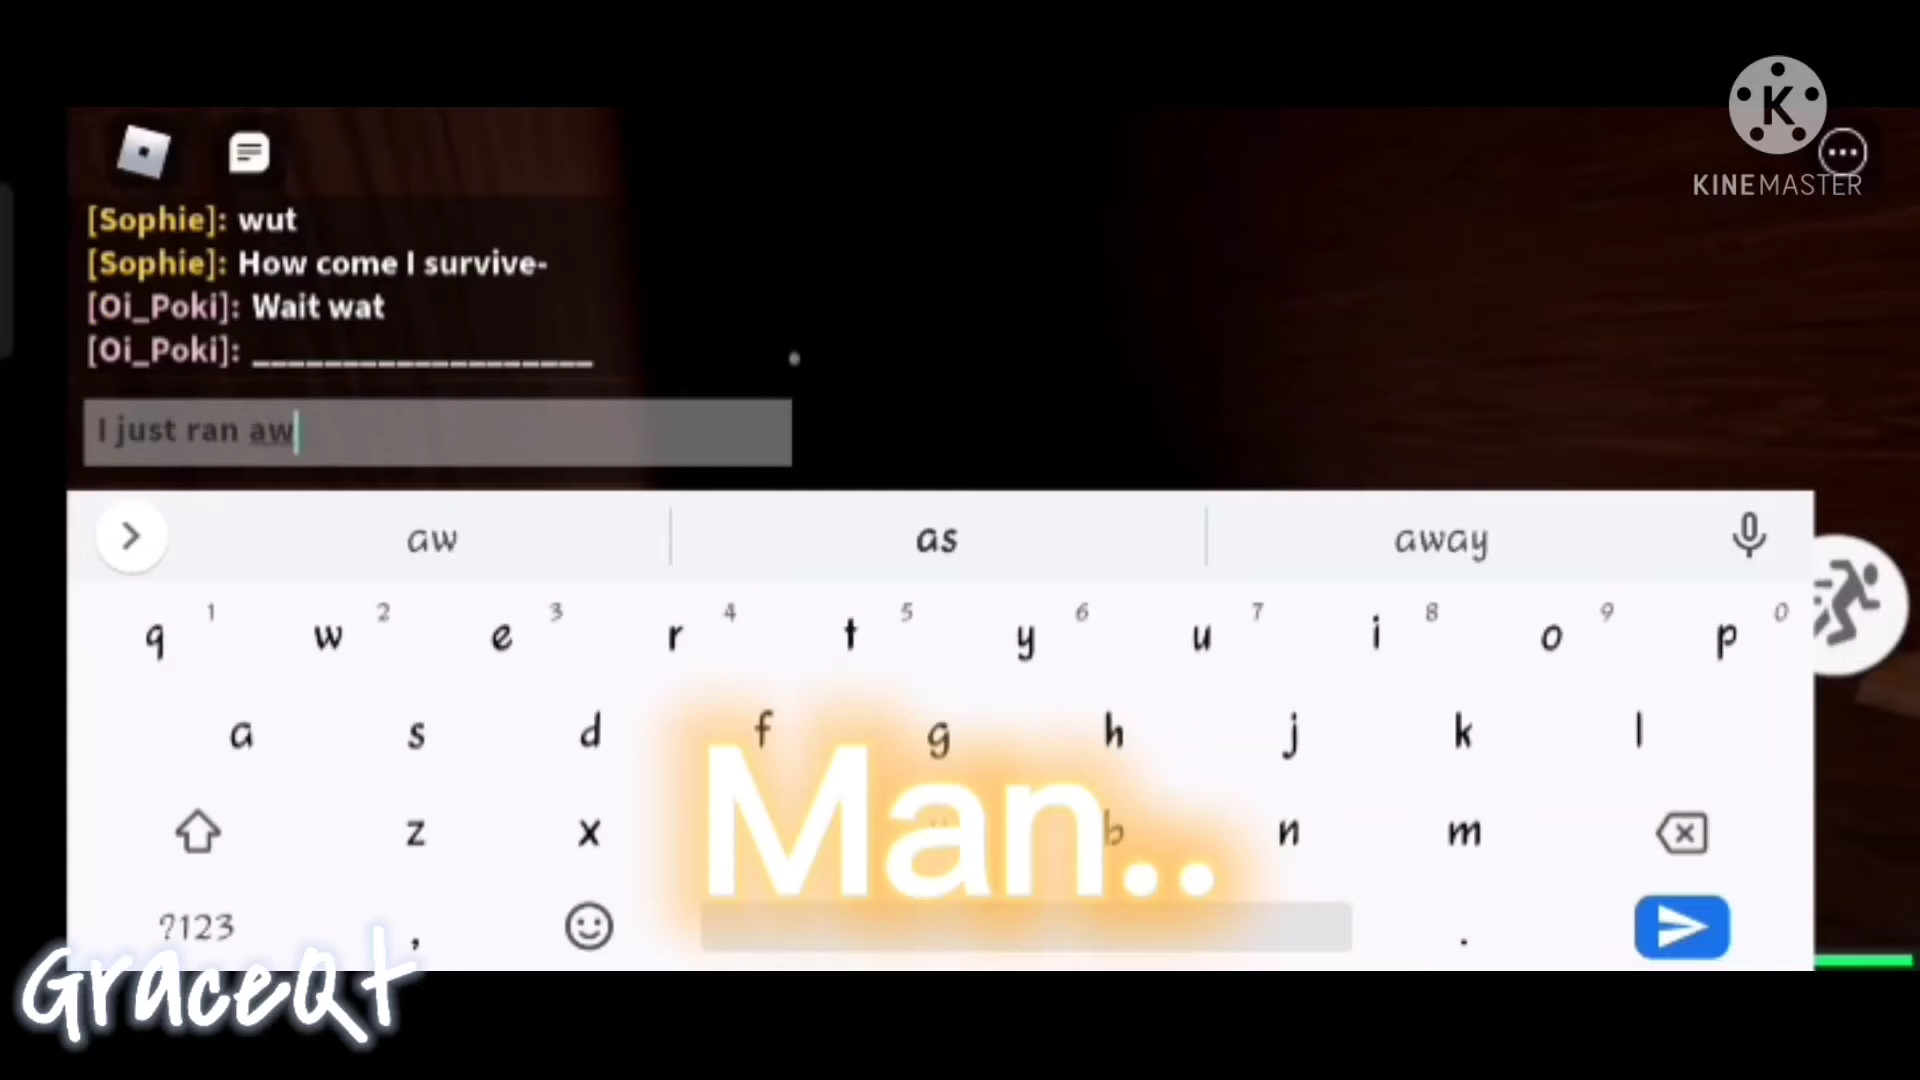 K
KINEMASTER
[Sophie]: wut
[Sophie]: How come I survive-
[Oi_Poki]: Wait wat
[Oi_Poki]: ___________________
I just ran aw
aw as away
1 2 3 4 5 6 7 8 9 0
q w e r t y u i o p
a s d f g h j k l
z x b n m
Man..
?123 , .
GraceQt